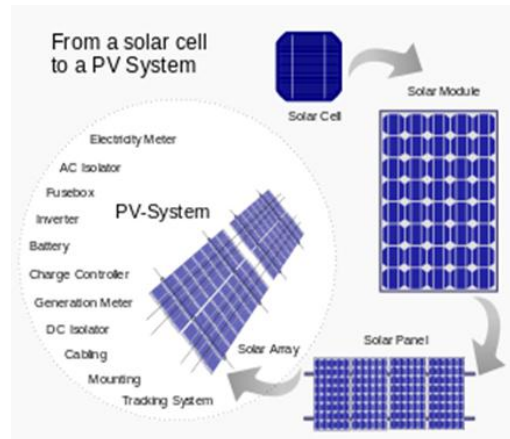 From a solar cell
to a PV System
Solar Cell
Solar Module
Electricity Meter
AC Isolator
Fusebox
PV-System
Inverter
Battery
Charge Controller
Generation Meter
DC Isolator
Solar Panel
Solar Array
Cabling
Mounting
Tracking System